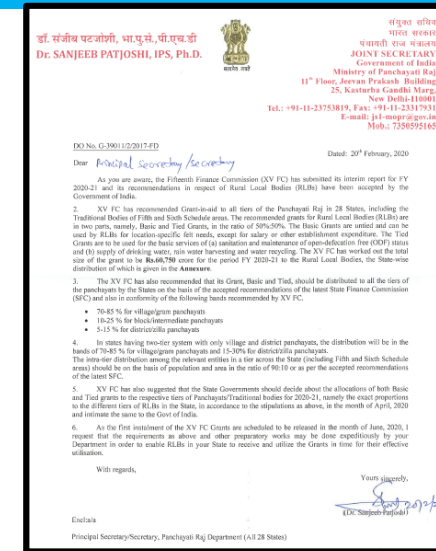 डॉ. संजीब पटजोशी, भा.पु.से.,पी.एच.डी
Dr. SANJEEB PATJOSHI, IPS, Ph.D.
सत्यमेव जयते
संयुक्त सचिव
भारत सरकार
पंचायती राज मंत्रालय
JOINT SECRETARY
Government of India
Ministry of Panchayati Raj
11th Floor, Jeevan Prakash Building
25, Kasturba Gandhi Marg,
New Delhi-110001
Tel.: +91-11-23753819, Fax: +91-11-23317931
E-mail: js1-mopr@gov.in
Mob.: 7350595165
DO No. G-39011/2/2017-FD
Dated: 20th February, 2020
Dear Principal Secretary/Secretary
As you are aware, the Fifteenth Finance Commission (XV FC) has submitted its interim report for FY
2020-21 and its recommendations in respect of Rural Local Bodies (RLBs) have been accepted by the
Government of India.
2. XV FC has recommended Grant-in-aid to all tiers of the Panchayati Raj in 28 States, including the
Traditional Bodies of Fifth and Sixth Schedule areas. The recommended grants for Rural Local Bodies (RLBs) are
in two parts, namely, Basic and Tied Grants, in the ratio of 50%:50%. The Basic Grants are untied and can be
used by RLBs for location-specific felt needs, except for salary or other establishment expenditure. The Tied
Grants are to be used for the basic services of (a) sanitation and maintenance of open-defecation free (ODF) status
and (b) supply of drinking water, rain water harvesting and water recycling. The XV FC has worked out the total
size of the grant to be Rs.60,750 crore for the period FY 2020-21 to the Rural Local Bodies, the State-wise
distribution of which is given in the Annexure.
3. The XV FC has also recommended that its Grant, Basic and Tied, should be distributed to all the tiers of
the panchayats by the States on the basis of the accepted recommendations of the latest State Finance Commission
(SFC) and also in conformity of the following bands recommended by XV FC.
• 70-85 % for village/gram panchayats
• 10-25 % for block/intermediate panchayats
• 5-15 % for district/zilla panchayats
4. In states having two-tier system with only village and district panchayats, the distribution will be in the
bands of 70-85 % for village/gram panchayats and 15-30% for district/zilla panchayats.
The intra-tier distribution among the relevant entities in a tier across the State (including Fifth and Sixth Schedule
areas) should be on the basis of population and area in the ratio of 90:10 or as per the accepted recommendations
of the latest SFC.
5. XV FC has also suggested that the State Governments should decide about the allocations of both Basic
and Tied grants to the respective tiers of Panchayats/Traditional bodies for 2020-21, namely the exact proportions
to the different tiers of RLBs in the State, in accordance to the stipulations as above, in the month of April, 2020
and intimate the same to the Govt of India.
6. As the first instalment of the XV FC Grants are scheduled to be released in the month of June, 2020, I
request that the requirements as above and other preparatory works may be done expeditiously by your
Department in order to enable RLBs in your State to receive and utilize the Grants in time for their effective
utilisation.
With regards,
Yours sincerely,
(Dr. Sanjeeb Patjoshi)
Encl:a/a
Principal Secretary/Secretary, Panchayati Raj Department (All 28 States)